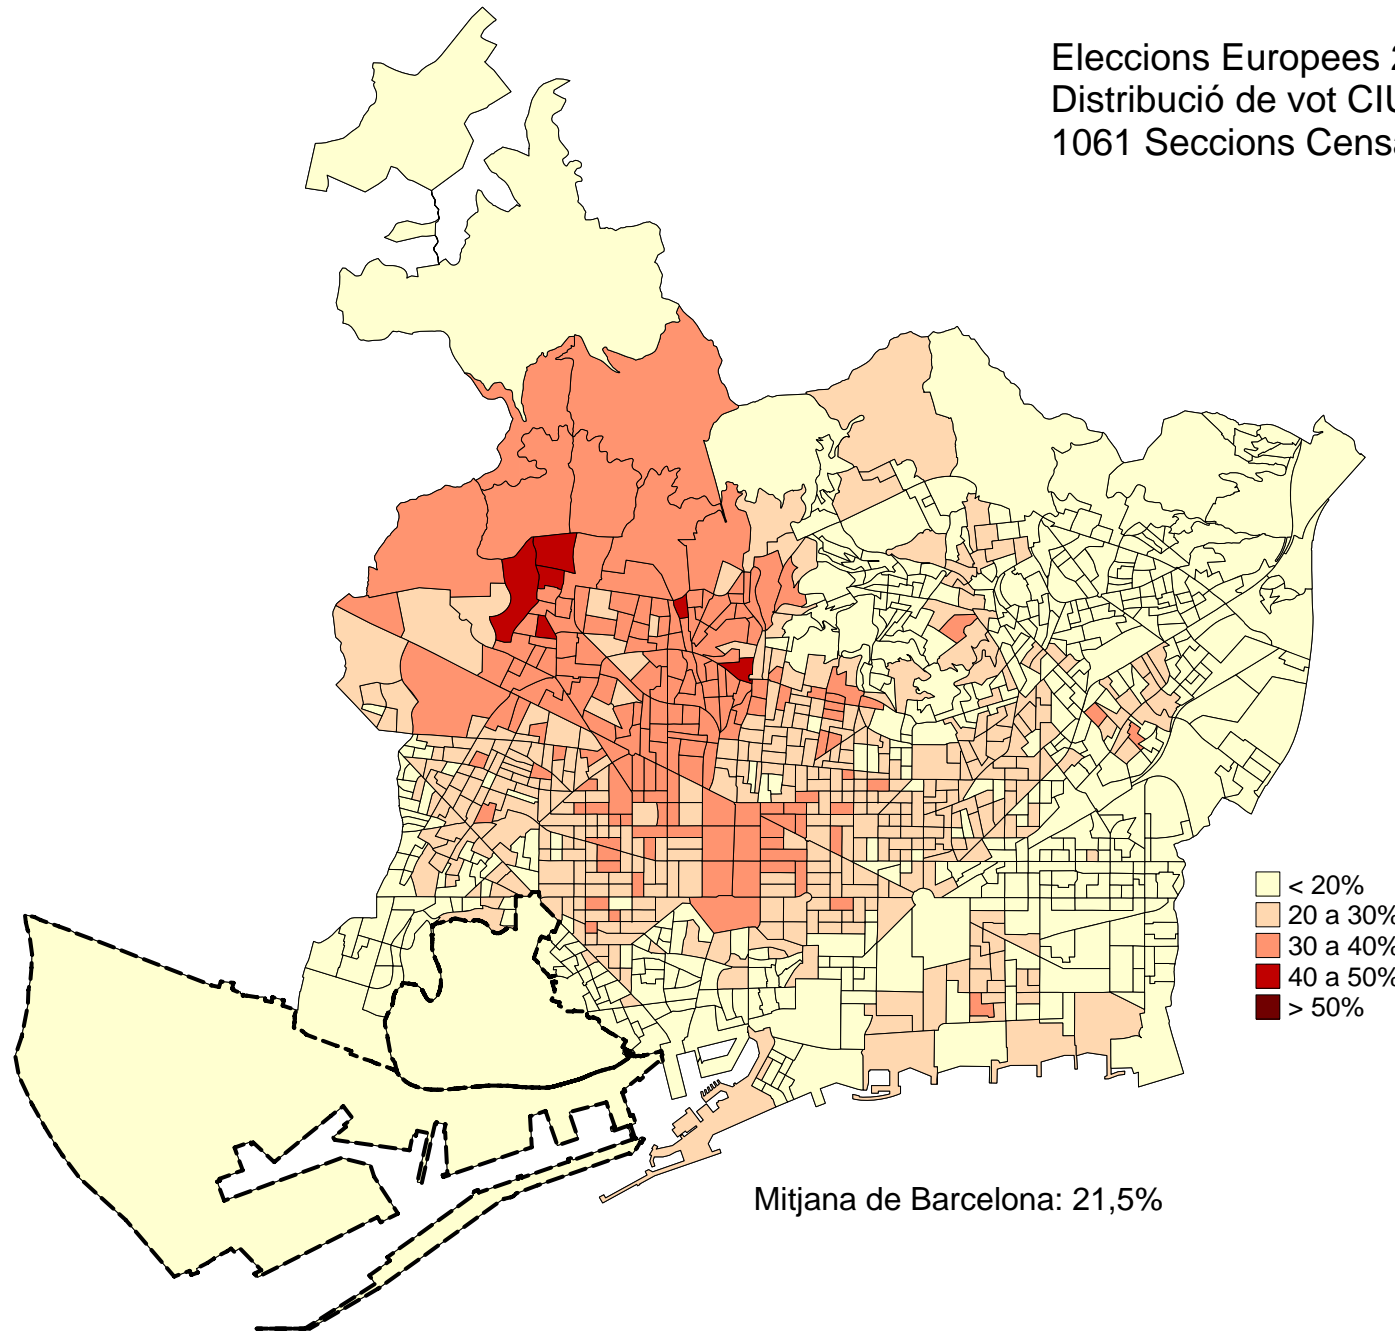 Eleccions Europees 2
Distribució de vot CIU
1061 Seccions Censa
< 20%
20 a 30%
30 a 40%
40 a 50%
> 50%
Mitjana de Barcelona: 21,5%